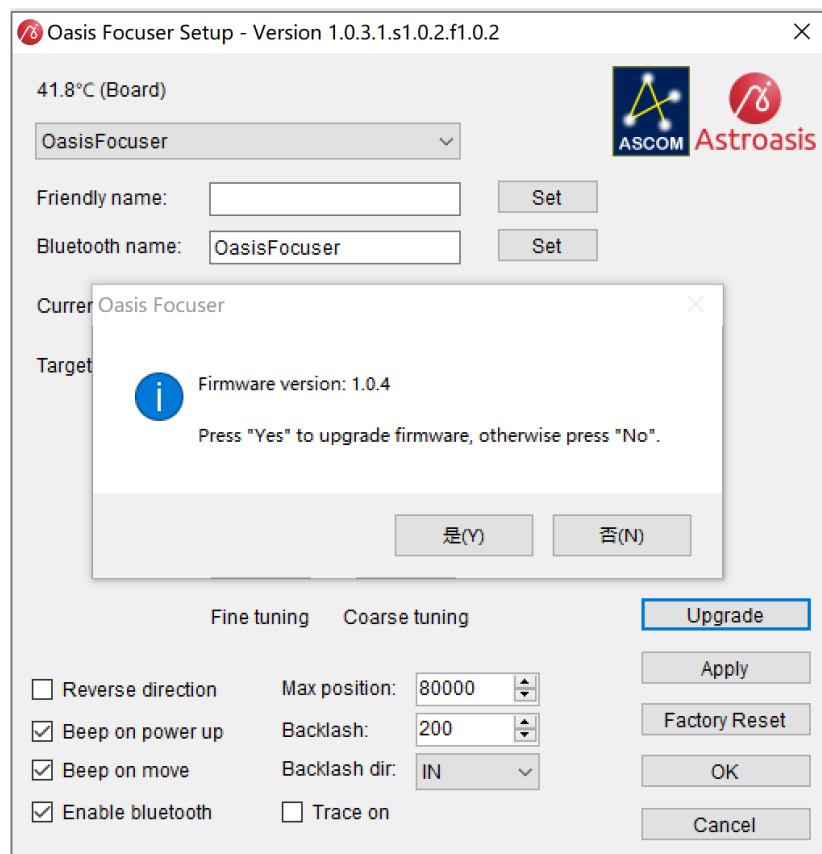 Oasis Focuser Setup - Version 1.0.3.1.s1.0.2.f1.0.2
41.8°C (Board)
OasisFocuser
ASCOM
Astroasis
Friendly name:
Set
Bluetooth name:
OasisFocuser
Set
Curren
Oasis Focuser
Target
Firmware version: 1.0.4
Press "Yes" to upgrade firmware, otherwise press "No".
是(Y)
否(N)
Fine tuning
Coarse tuning
Upgrade
Reverse direction
Max position:
80000
Apply
Beep on power up
Backlash:
200
Factory Reset
Beep on move
Backlash dir:
IN
OK
Enable bluetooth
Trace on
Cancel